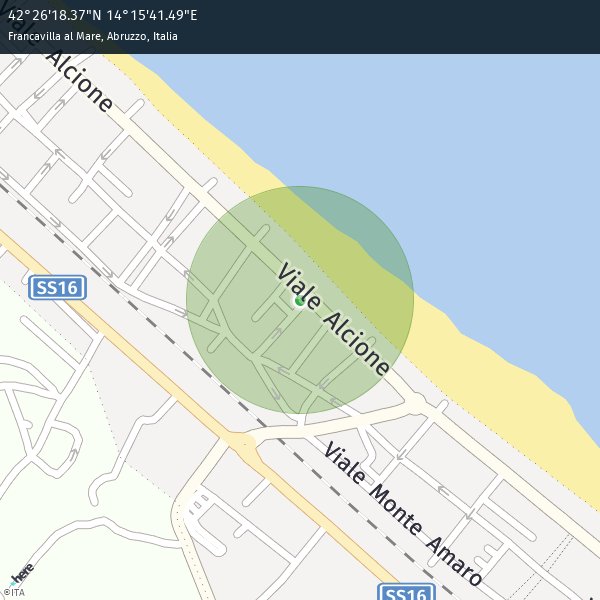 42°26'18.37"N 14°15'41.49"E
Francavilla al Mare, Abruzzo, Italia
Viale Alcione
SS16
Viale Alcione
Viale Monte Amaro
here
©ITA
SS16